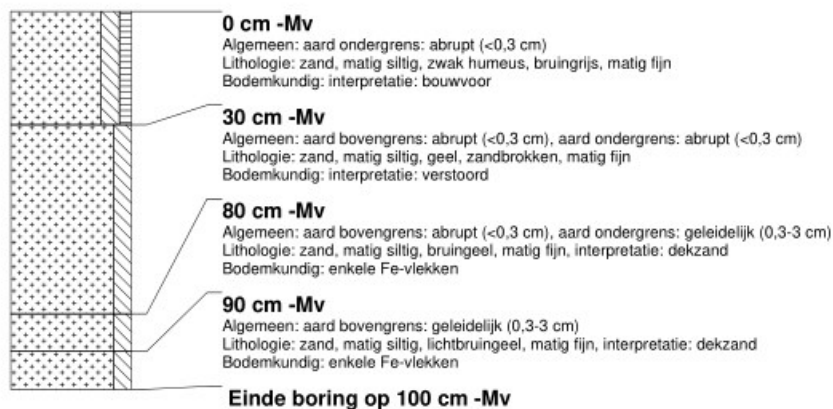 0 cm -Mv
Algemeen: aard ondergrens: abrupt (<0,3 cm)
Lithologie: zand, matig siltig, zwak humeus, bruingrijs, matig fijn
Bodemkundig: interpretatie: bouwvoor
30 cm -Mv
Algemeen: aard bovengrens: abrupt (<0,3 cm), aard ondergrens: abrupt (<0,3 cm)
Lithologie: zand, matig siltig, geel, zandbrokken, matig fijn
Bodemkundig: interpretatie: verstoord
80 cm -Mv
Algemeen: aard bovengrens: abrupt (<0,3 cm), aard ondergrens: geleidelijk (0,3-3 cm)
Lithologie: zand, matig siltig, bruingeel, matig fijn, interpretatie: dekzand
Bodemkundig: enkele Fe-vlekken
90 cm -Mv
Algemeen: aard bovengrens: geleidelijk (0,3-3 cm)
Lithologie: zand, matig siltig, lichtbruingeel, matig fijn, interpretatie: dekzand
Bodemkundig: enkele Fe-vlekken
Einde boring op 100 cm -Mv